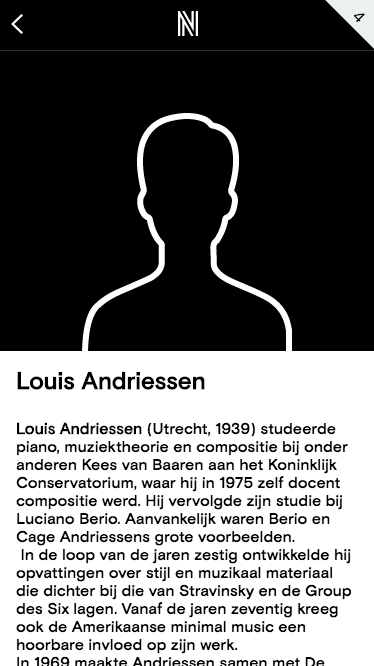 N
4
Louis Andriessen
Louis Andriessen (Utrecht, 1939) studeerde
piano, muziektheorie en compositie bij onder
anderen Kees van Baaren aan het Koninklijk
Conservatorium, waar hij in 1975 zelf docent
compositie werd. Hij vervolgde zijn studie bij
Luciano Berio. Aanvankelijk waren Berio en
Cage Andriessens grote voorbeelden.
In de loop van de jaren zestig ontwikkelde hij
opvattingen over stijl en muzikaal materiaal
die dichter bij die van Stravinsky en de Group
des Six lagen. Vanaf de jaren zeventig kreeg
ook de Amerikaanse minimal music een
hoorbare invloed op zijn werk.
In 1969 maakte Andriessen samen met De